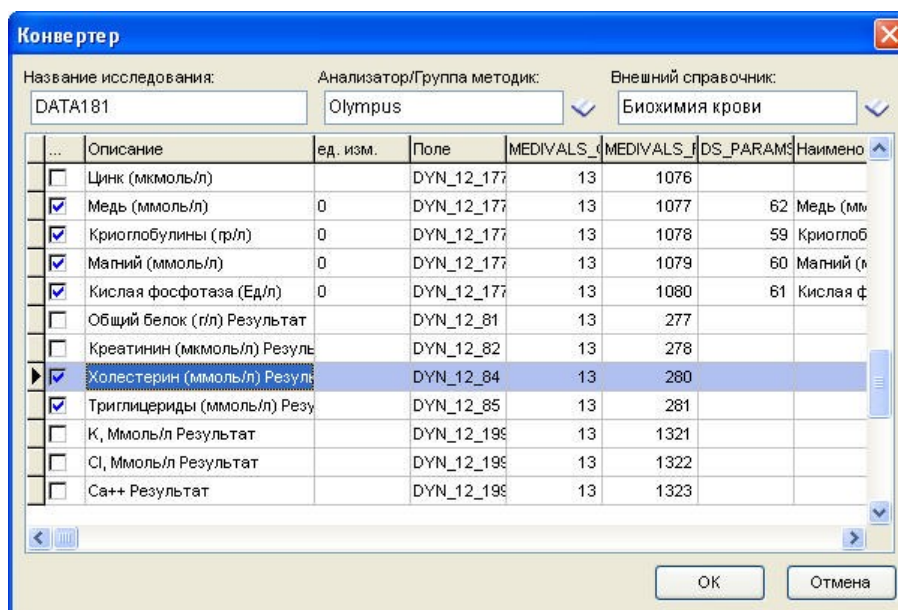 Конвертер
Название исследования: Анализатор/Группа методик: Внешний справочник:
DATA181 Olympus Биохимия крови
... Описание ед. изм. Поле MEDIVALS_ MEDIVALS_ DS_PARAMS Наимено
Цинк (мкмоль/л) DYN_12_177 13 1076
Медь (ммоль/л) 0 DYN_12_177 13 1077 62 Медь (мм
Криоглобулины (гр/л) 0 DYN_12_177 13 1078 59 Криоглоб
Магний (ммоль/л) 0 DYN_12_177 13 1079 60 Магний (м
Кислая фосфотаза (Ед/л) 0 DYN_12_177 13 1080 61 Кислая ф
Общий белок (г/л) Результат DYN_12_81 13 277
Креатинин (мкмоль/л) Резуль DYN_12_82 13 278
Холестерин (ммоль/л) Резуль DYN_12_84 13 280
Триглицериды (ммоль/л) Резу DYN_12_85 13 281
K, Ммоль/л Результат DYN_12_199 13 1321
Cl, Ммоль/л Результат DYN_12_199 13 1322
Ca++ Результат DYN_12_199 13 1323
OK Отмена